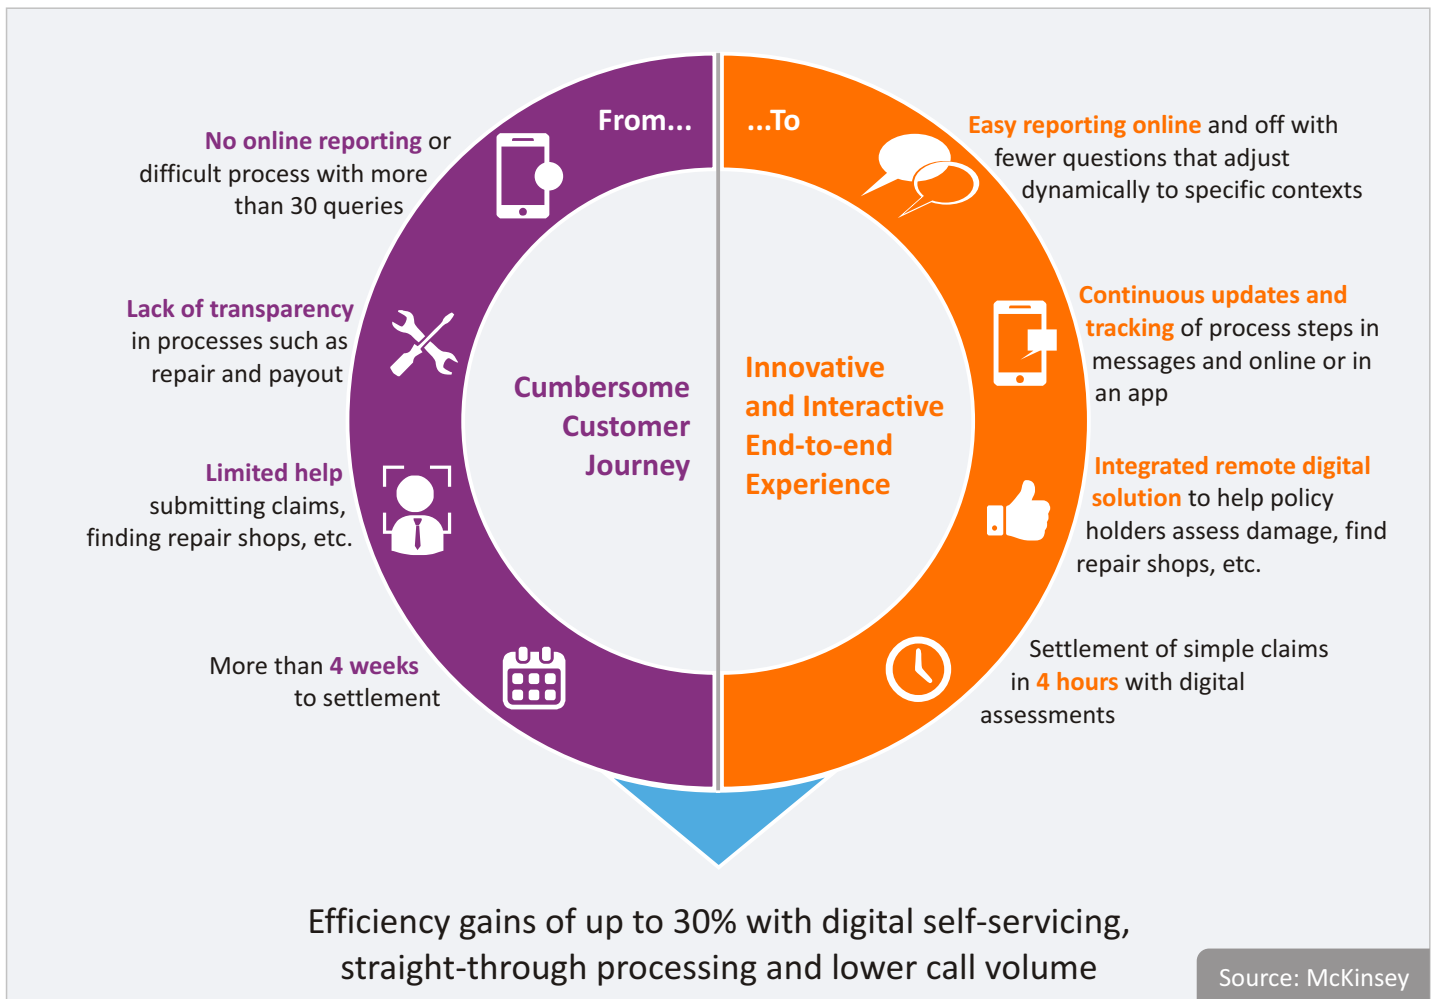 From...
No online reporting or
difficult process with more
than 30 queries
Lack of transparency
in processes such as
repair and payout
Limited help
submitting claims,
finding repair shops, etc.
More than 4 weeks
to settlement
Cumbersome
Customer
Journey
...To
Easy reporting online and off with
fewer questions that adjust
dynamically to specific contexts
Continuous updates and
tracking of process steps in
messages and online or in
an app
Integrated remote digital
solution to help policy
holders assess damage, find
repair shops, etc.
Settlement of simple claims
in 4 hours with digital
assessments
Innovative
and Interactive
End-to-end
Experience
Efficiency gains of up to 30% with digital self-servicing,
straight-through processing and lower call volume
Source: McKinsey